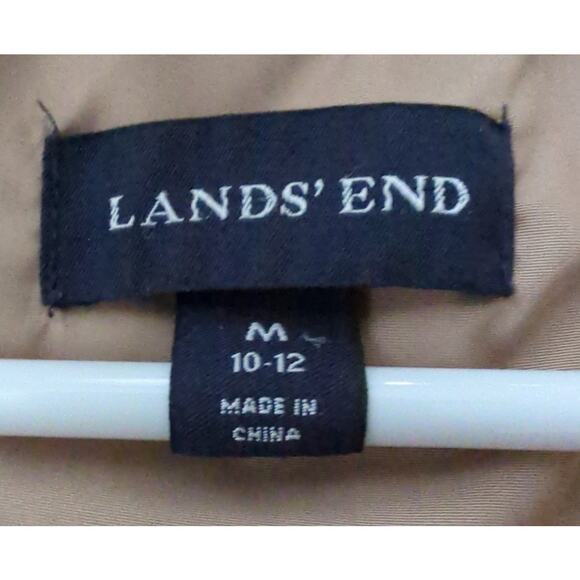 LANDS' END
M
10-12
MADE IN
CHINA